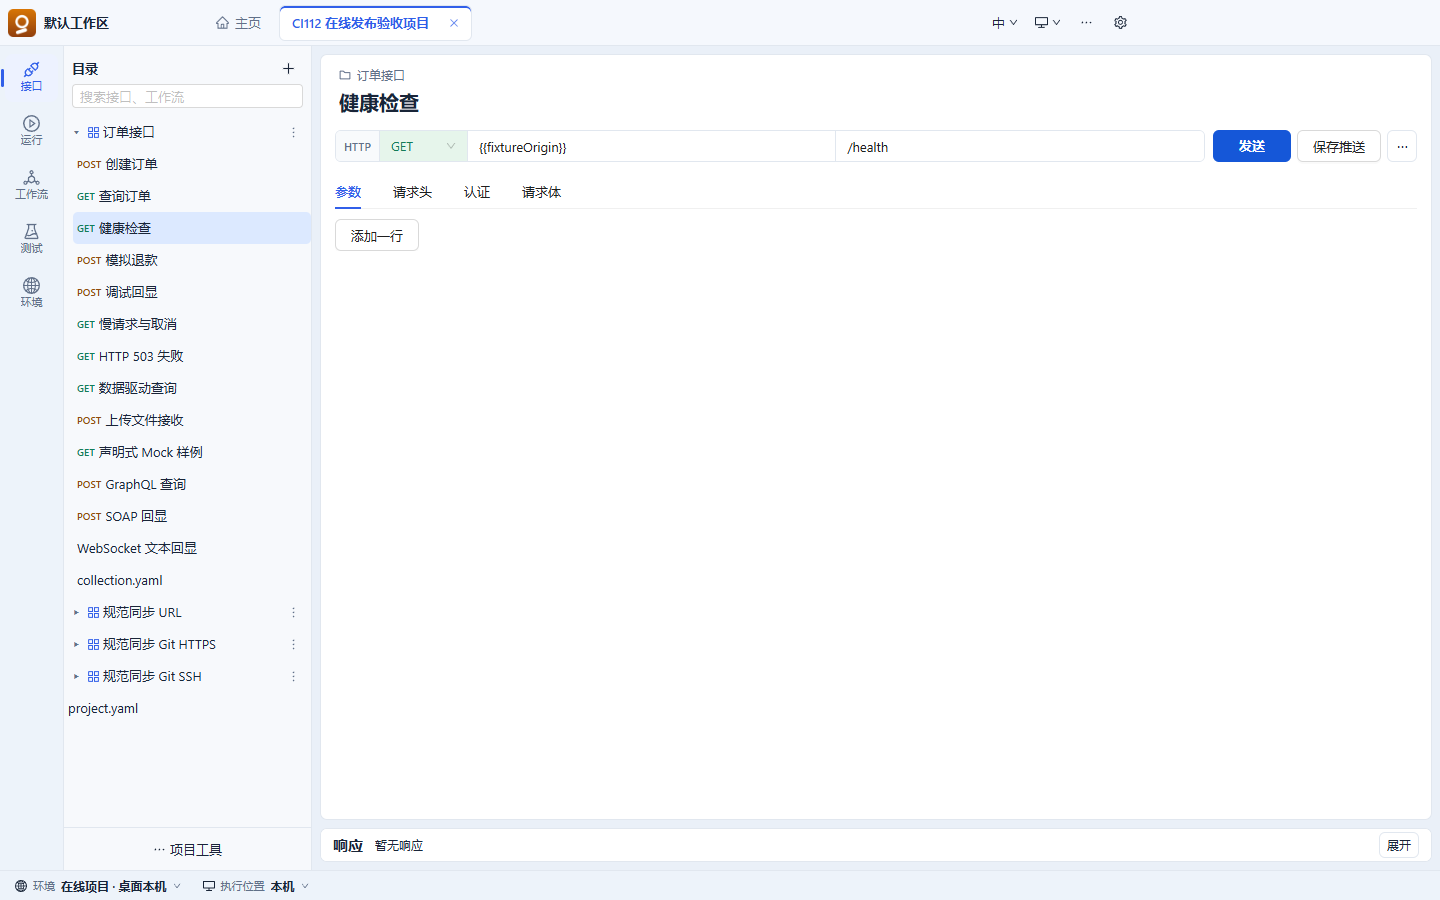 默认工作区
主页
CI112 在线发布验收项目
中
接口
运行
工作流
测试
环境
目录
搜索接口、工作流
订单接口
POST 创建订单
GET 查询订单
GET 健康检查
POST 模拟退款
POST 调试回显
GET 慢请求与取消
GET HTTP 503 失败
GET 数据驱动查询
POST 上传文件接收
GET 声明式 Mock 样例
POST GraphQL 查询
POST SOAP 回显
WebSocket 文本回显
collection.yaml
规范同步 URL
规范同步 Git HTTPS
规范同步 Git SSH
project.yaml
项目工具
订单接口
健康检查
HTTP GET {{fixtureOrigin}} /health 发送 保存推送
参数 请求头 认证 请求体
添加一行
响应 暂无响应 展开
环境 在线项目 · 桌面本机 执行位置 本机